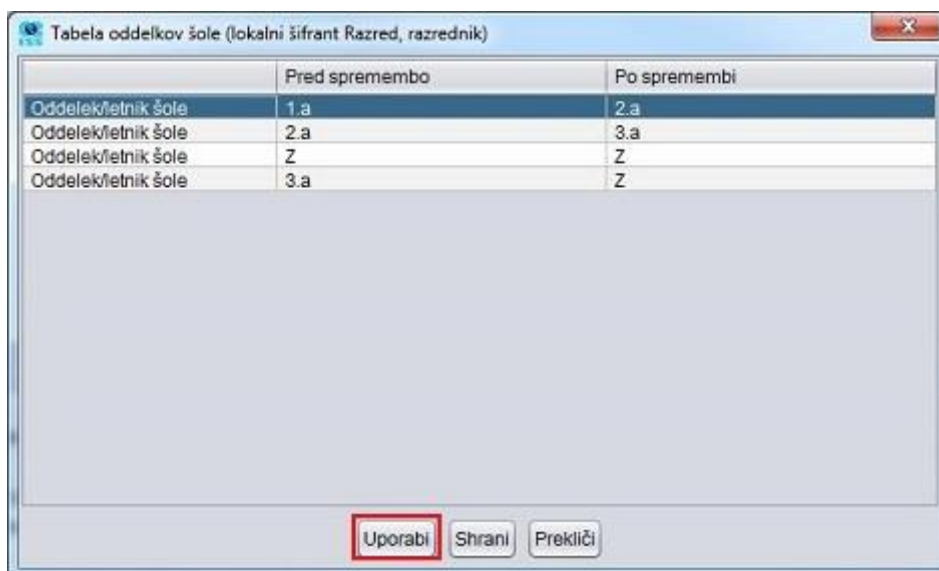 Tabela oddelkov šole (lokalni šifrant Razred, razrednik)
Pred spremembo Po spremembi
Oddelek/letnik šole 1.a 2.a
Oddelek/letnik šole 2.a 3.a
Oddelek/letnik šole Z Z
Oddelek/letnik šole 3.a Z
Uporabi Shrani Prekliči